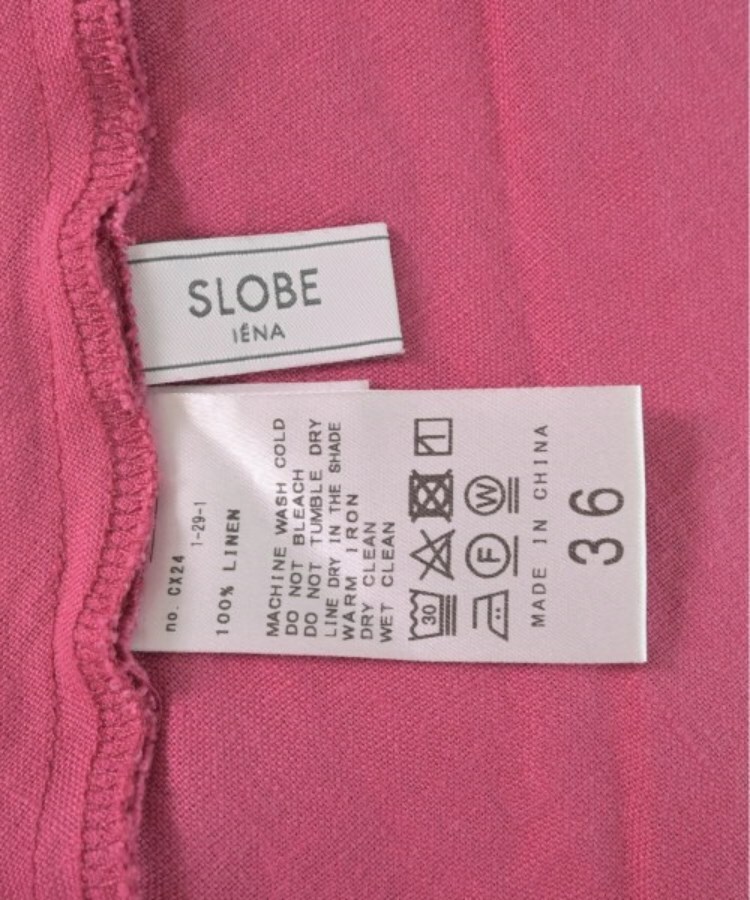 SLOBE
IÉNA
no. CX24
1-29-1
100% LINEN
MACHINE WASH COLD
DO NOT BLEACH
DO NOT TUMBLE DRY
LINE DRY IN THE SHADE
WARM IRON
DRY CLEAN
WET CLEAN
30
F
W
MADE IN CHINA
36